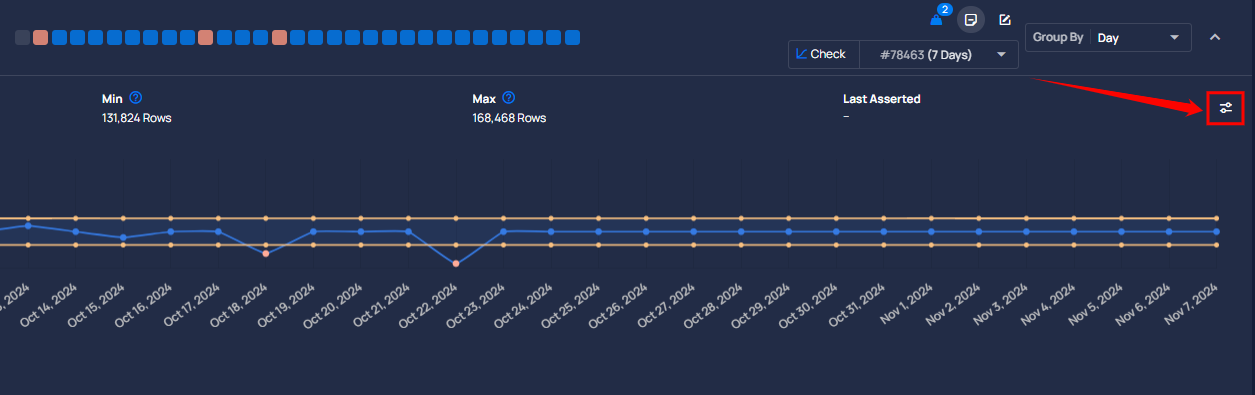 2
Group By Day
Check #78463 (7 Days)
Min Max Last Asserted
131,824 Rows 168,468 Rows –
2024 Oct 14, 2024 Oct 15, 2024 Oct 16, 2024 Oct 17, 2024 Oct 18, 2024 Oct 19, 2024 Oct 20, 2024 Oct 21, 2024 Oct 22, 2024 Oct 23, 2024 Oct 24, 2024 Oct 25, 2024 Oct 26, 2024 Oct 27, 2024 Oct 28, 2024 Oct 29, 2024 Oct 30, 2024 Oct 31, 2024 Nov 1, 2024 Nov 2, 2024 Nov 3, 2024 Nov 4, 2024 Nov 5, 2024 Nov 6, 2024 Nov 7, 2024